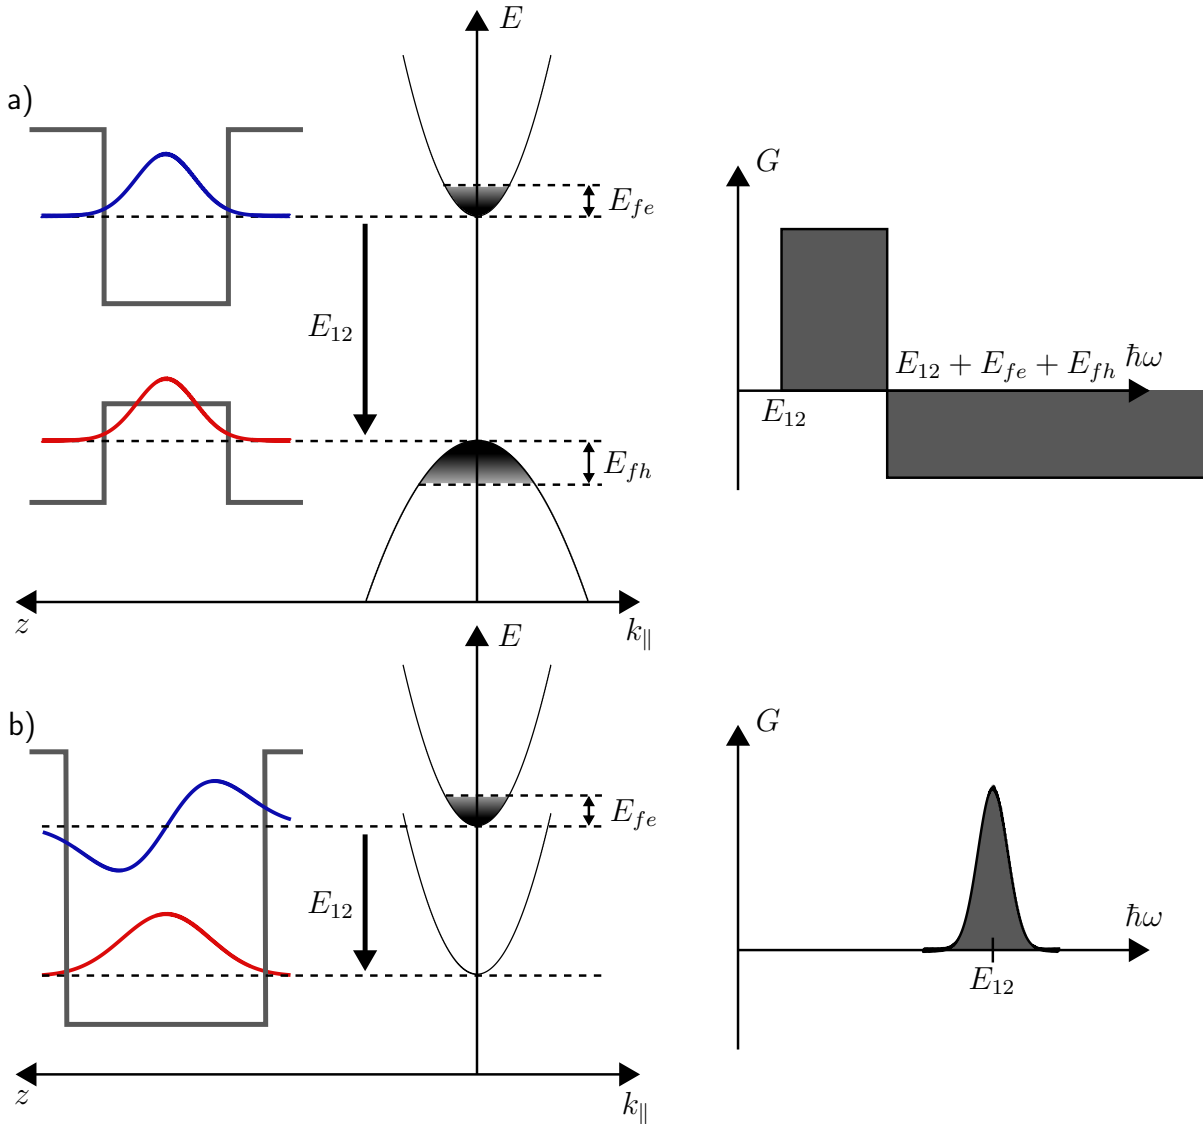 a)
E
E_{fe}
E_{12}
E_{fh}
z
k_∥
G
E_{12} + E_{fe} + E_{fh}
ħω
E_{12}
b)
E
E_{fe}
E_{12}
z
k_∥
G
ħω
E_{12}